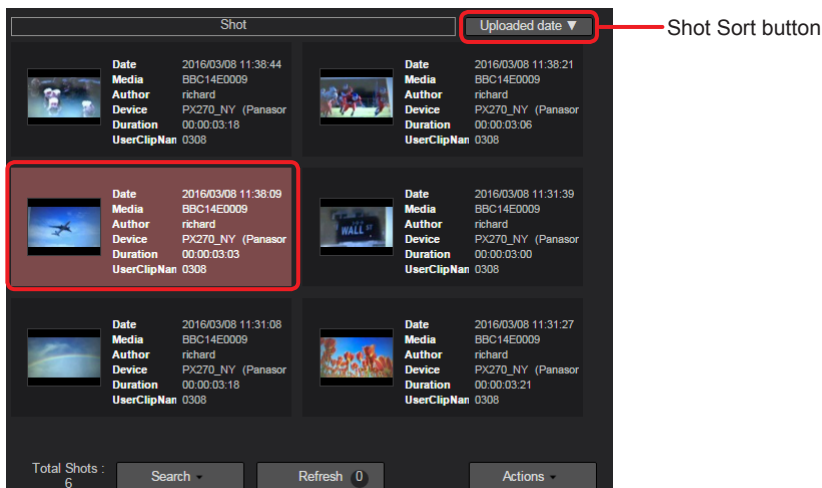 Shot
Uploaded date ▼
Shot Sort button
Date 2016/03/08 11:38:44
Media BBC14E0009
Author richard
Device PX270_NY (Panasor
Duration 00:00:03:18
UserClipNan 0308
Date 2016/03/08 11:38:21
Media BBC14E0009
Author richard
Device PX270_NY (Panasor
Duration 00:00:03:06
UserClipNan 0308
Date 2016/03/08 11:38:09
Media BBC14E0009
Author richard
Device PX270_NY (Panasor
Duration 00:00:03:03
UserClipNan 0308
WALL ST
Date 2016/03/08 11:31:39
Media BBC14E0009
Author richard
Device PX270_NY (Panasor
Duration 00:00:03:00
UserClipNan 0308
Date 2016/03/08 11:31:08
Media BBC14E0009
Author richard
Device PX270_NY (Panasor
Duration 00:00:03:18
UserClipNan 0308
Date 2016/03/08 11:31:27
Media BBC14E0009
Author richard
Device PX270_NY (Panasor
Duration 00:00:03:21
UserClipNan 0308
Total Shots :
6
Search
Refresh 0
Actions